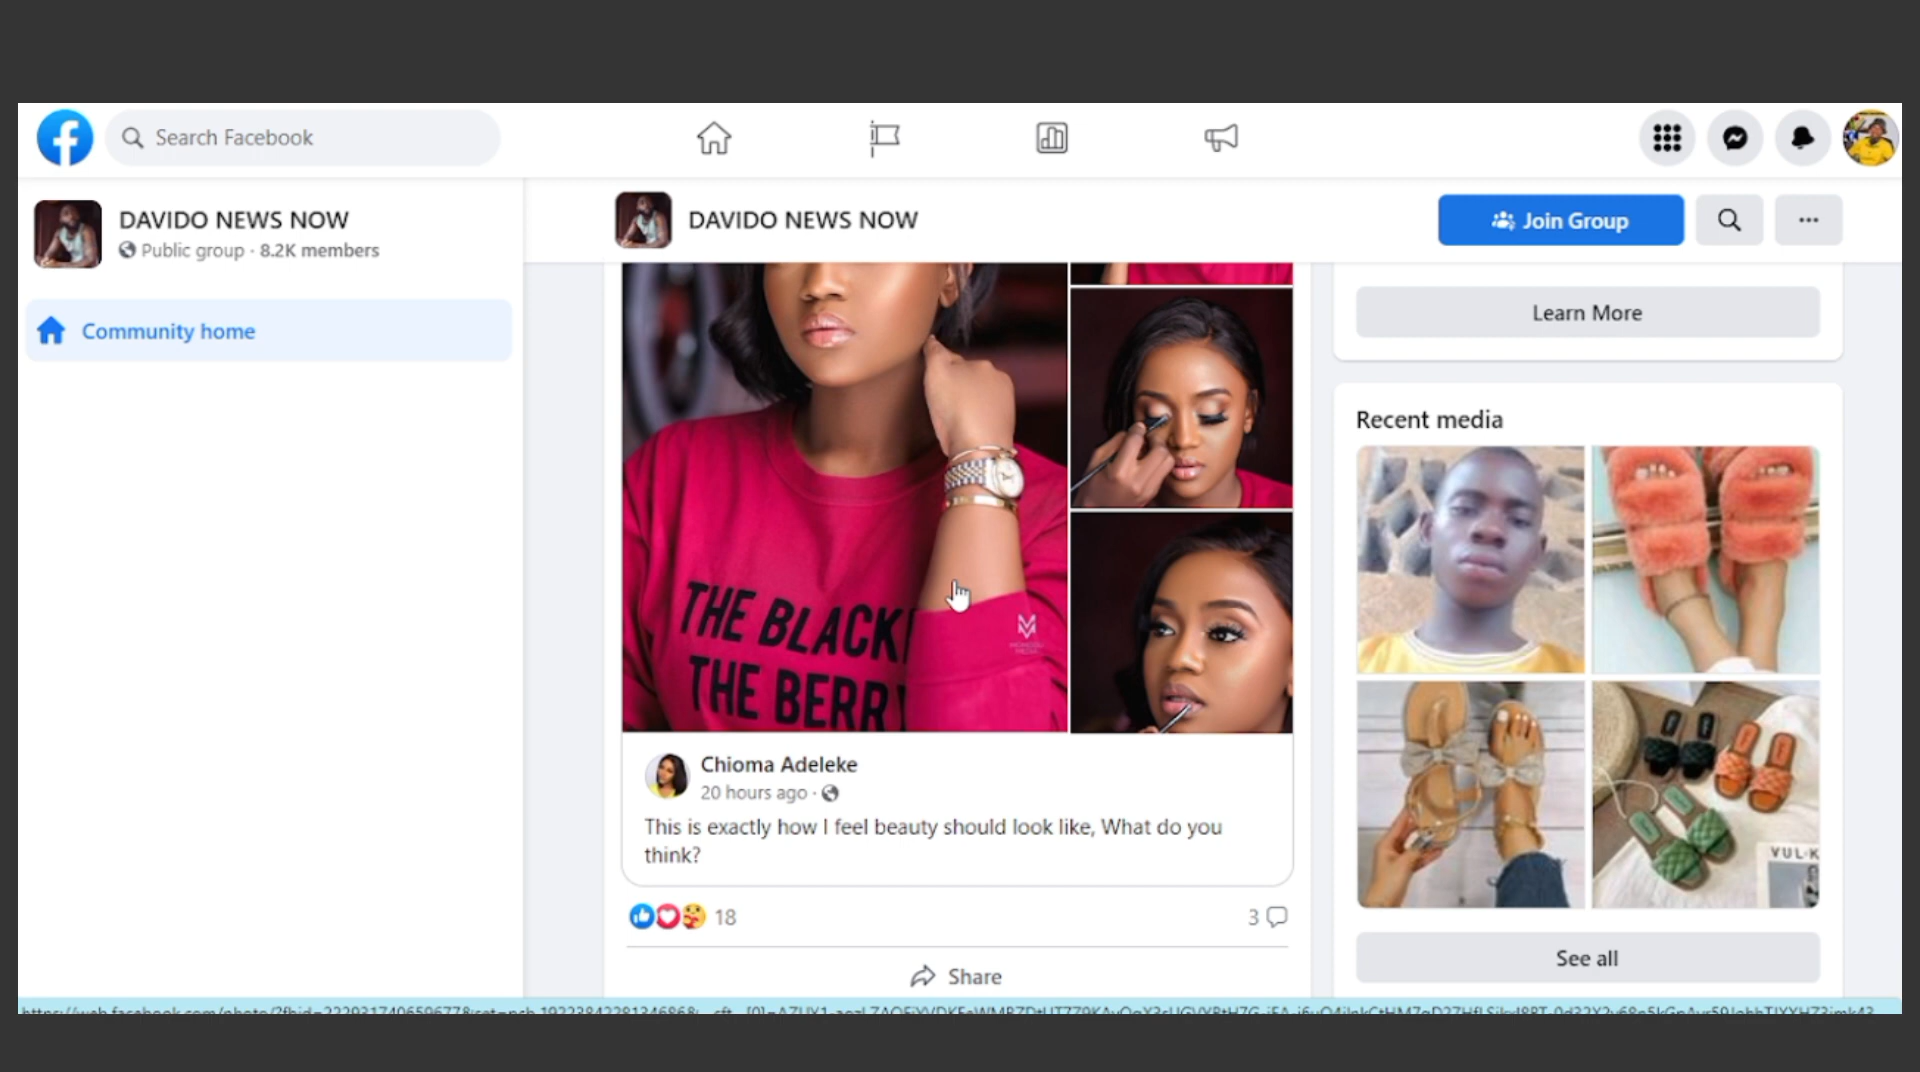 Search Facebook
DAVIDO NEWS NOW
Public group · 8.2K members
Community home
DAVIDO NEWS NOW
Join Group
Learn More
THE BLACK
THE BERR
Chioma Adeleke
20 hours ago ·
This is exactly how I feel beauty should look like, What do you
think?
18
3
Share
Recent media
VUL·K
See all